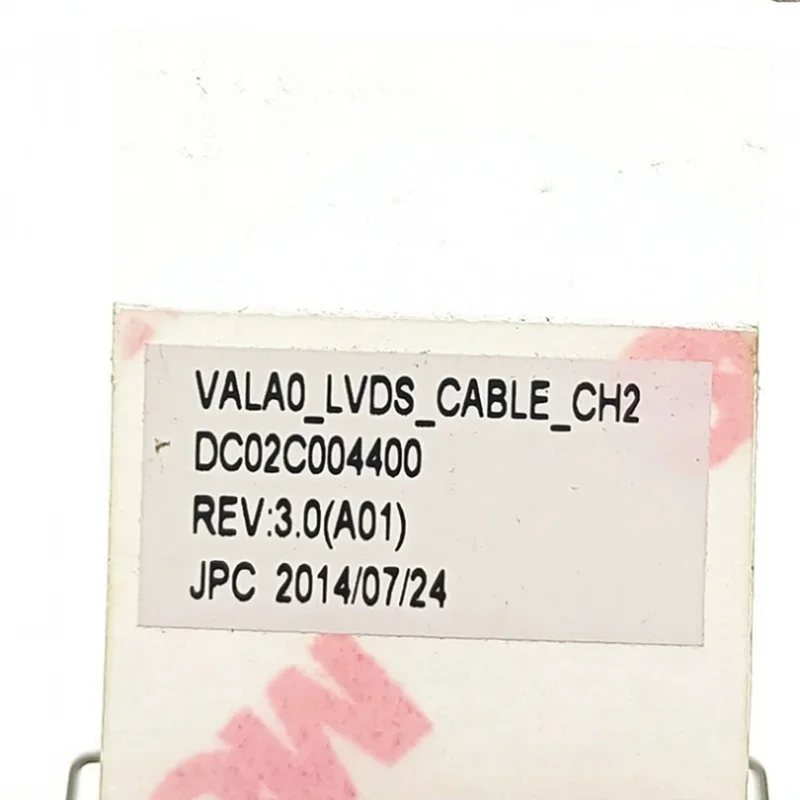 VALA0_LVDS_CABLE_CH2
DC02C004400
REV:3.0(A01)
JPC 2014/07/24